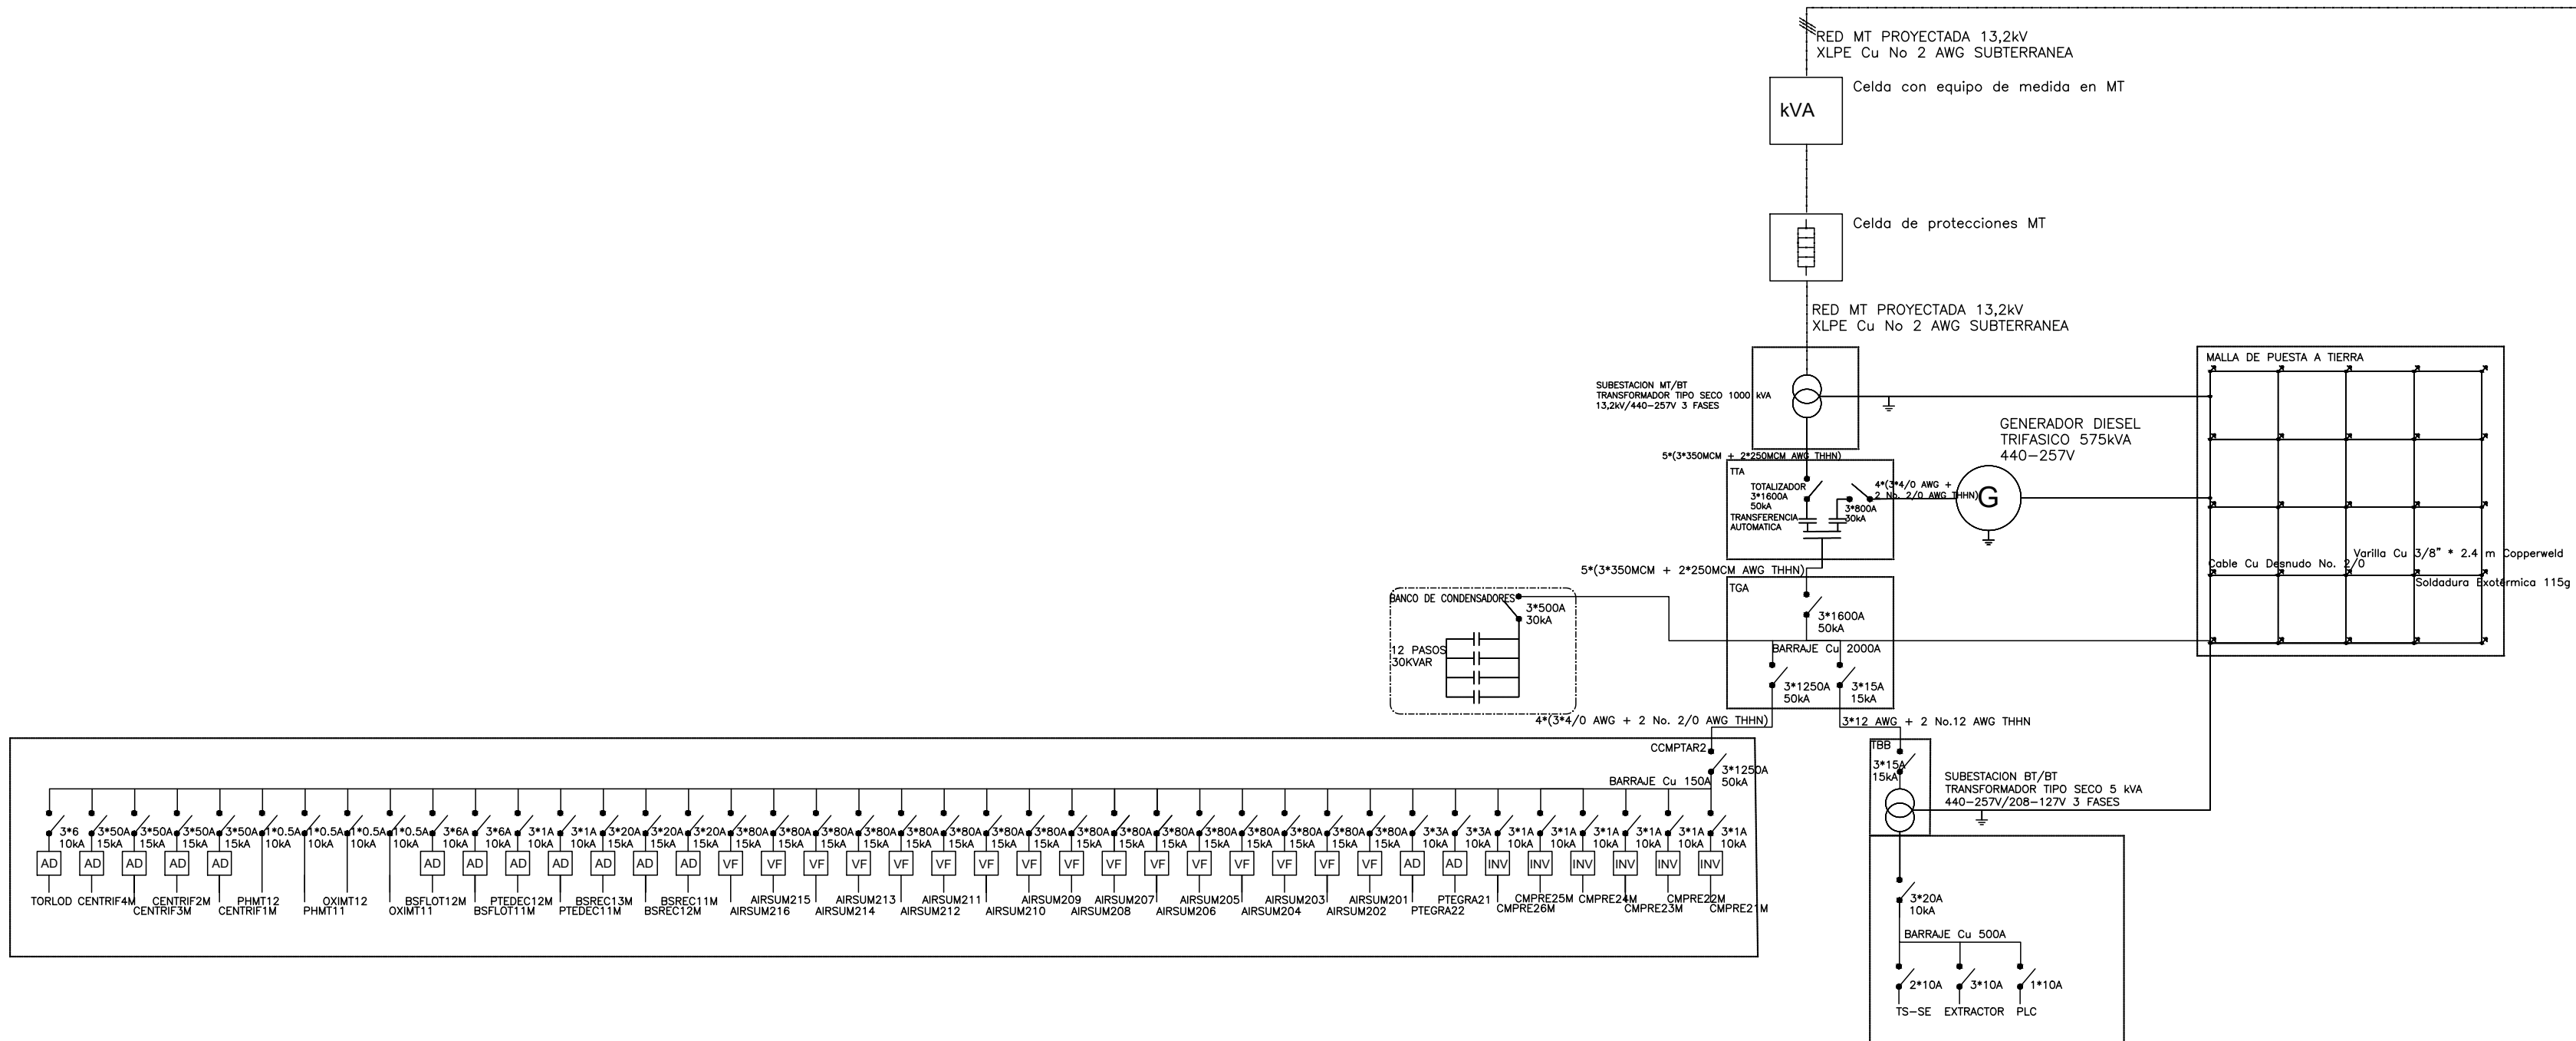 RED MT PROYECTADA 13,2kV
XLPE Cu No 2 AWG SUBTERRANEA
kVA
Celda con equipo de medida en MT
Celda de protecciones MT
RED MT PROYECTADA 13,2kV
XLPE Cu No 2 AWG SUBTERRANEA
SUBESTACION MT/BT
TRANSFORMADOR TIPO SECO 1000 kVA
13,2kV/440-257V 3 FASES
MALLA DE PUESTA A TIERRA
GENERADOR DIESEL
TRIFASICO 575kVA
440-257V
G
5*(3*350MCM + 2*250MCM AWG THHN)
TTA
TOTALIZADOR
3*1600A
50kA
TRANSFERENCIA
AUTOMATICA
4*(3*4/0 AWG +
2 No. 2/0 AWG THHN)
3*800A
30kA
Varilla Cu 3/8" * 2.4 m Copperweld
Cable Cu Desnudo No. 2/0
Soldadura Exotérmica 115g
5*(3*350MCM + 2*250MCM AWG THHN)
TGA
3*1600A
50kA
BARRAJE Cu 2000A
3*1250A
50kA
3*15A
15kA
BANCO DE CONDENSADORES
3*500A
30kA
12 PASOS
30KVAR
4*(3*4/0 AWG + 2 No. 2/0 AWG THHN)
3*12 AWG + 2 No.12 AWG THHN
CCMPTAR2
3*1250A
50kA
BARRAJE Cu 150A
3*6 3*50A 3*50A 3*50A 3*50A 1*0.5A 1*0.5A 1*0.5A 1*0.5A 3*6A 3*6A 3*1A 3*1A 3*20A 3*20A 3*20A 3*80A 3*80A 3*80A 3*80A 3*80A 3*80A 3*80A 3*80A 3*80A 3*80A 3*80A 3*80A 3*80A 3*80A 3*80A 3*80A 3*3A 3*3A 3*1A 3*1A 3*1A 3*1A 3*1A 3*1A
10kA 15kA 15kA 15kA 15kA 10kA 10kA 10kA 10kA 10kA 10kA 10kA 10kA 15kA 15kA 15kA 15kA 15kA 15kA 15kA 15kA 15kA 15kA 15kA 15kA 15kA 15kA 15kA 15kA 15kA 15kA 15kA 10kA 10kA 10kA 10kA 10kA 10kA 10kA 10kA
AD AD AD AD AD AD AD AD AD AD AD AD VF VF VF VF VF VF VF VF VF VF VF VF VF VF VF VF AD AD INV INV INV INV INV INV
TORLOD CENTRIF4M CENTRIF2M PHMT12 OXIMT12 BSFLOT12M PTEDEC12M BSREC13M BSREC11M AIRSUM215 AIRSUM213 AIRSUM211 AIRSUM209 AIRSUM207 AIRSUM205 AIRSUM203 AIRSUM201 PTEGRA21 CMPRE25M CMPRE24M CMPRE22M
CENTRIF3M CENTRIF1M PHMT11 OXIMT11 BSFLOT11M PTEDEC11M BSREC12M AIRSUM216 AIRSUM214 AIRSUM212 AIRSUM210 AIRSUM208 AIRSUM206 AIRSUM204 AIRSUM202 PTEGRA22 CMPRE26M CMPRE23M CMPRE21M
TBB
3*15A
15kA
SUBESTACION BT/BT
TRANSFORMADOR TIPO SECO 5 kVA
440-257V/208-127V 3 FASES
3*20A
10kA
BARRAJE Cu 500A
2*10A 3*10A 1*10A
TS-SE EXTRACTOR PLC